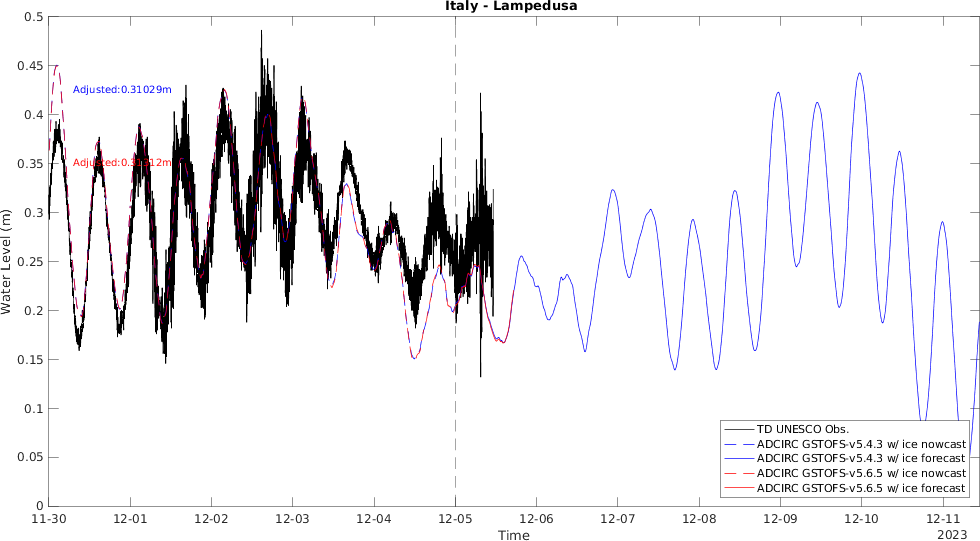 Italy - Lampedusa
0.5
0.45
0.4
0.35
0.3
0.25
0.2
0.15
0.1
0.05
0
Water Level (m)
Adjusted:0.31029m
11-30 12-01 12-02 12-03 12-04 12-05 12-06 12-07 12-08 12-09 12-10 12-11
2023
Time
TD UNESCO Obs.
ADCIRC GSTOFS-v5.4.3 w/ ice nowcast
ADCIRC GSTOFS-v5.4.3 w/ ice forecast
ADCIRC GSTOFS-v5.6.5 w/ ice nowcast
ADCIRC GSTOFS-v5.6.5 w/ ice forecast